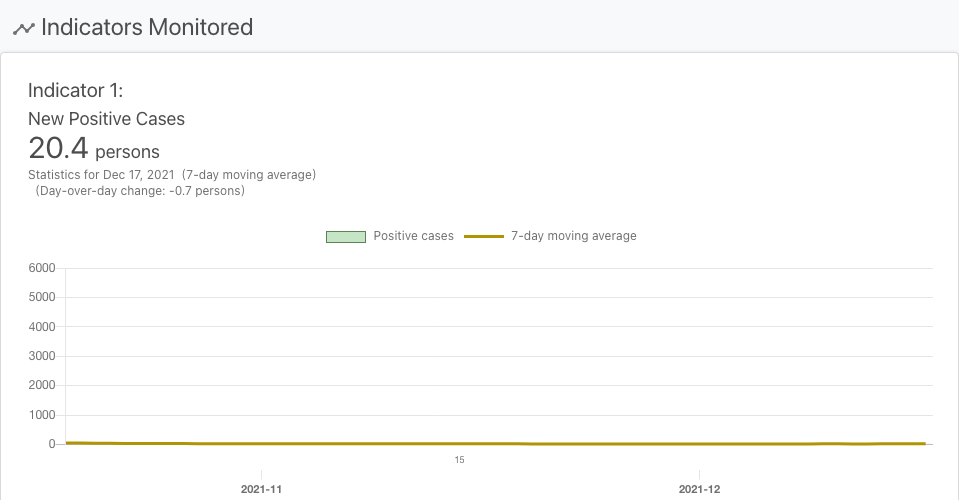 Indicators Monitored
Indicator 1:
New Positive Cases
20.4 persons
Statistics for Dec 17, 2021 (7-day moving average)
(Day-over-day change: -0.7 persons)
Positive cases 7-day moving average
6000
5000
4000
3000
2000
1000
0
15
2021-11 2021-12